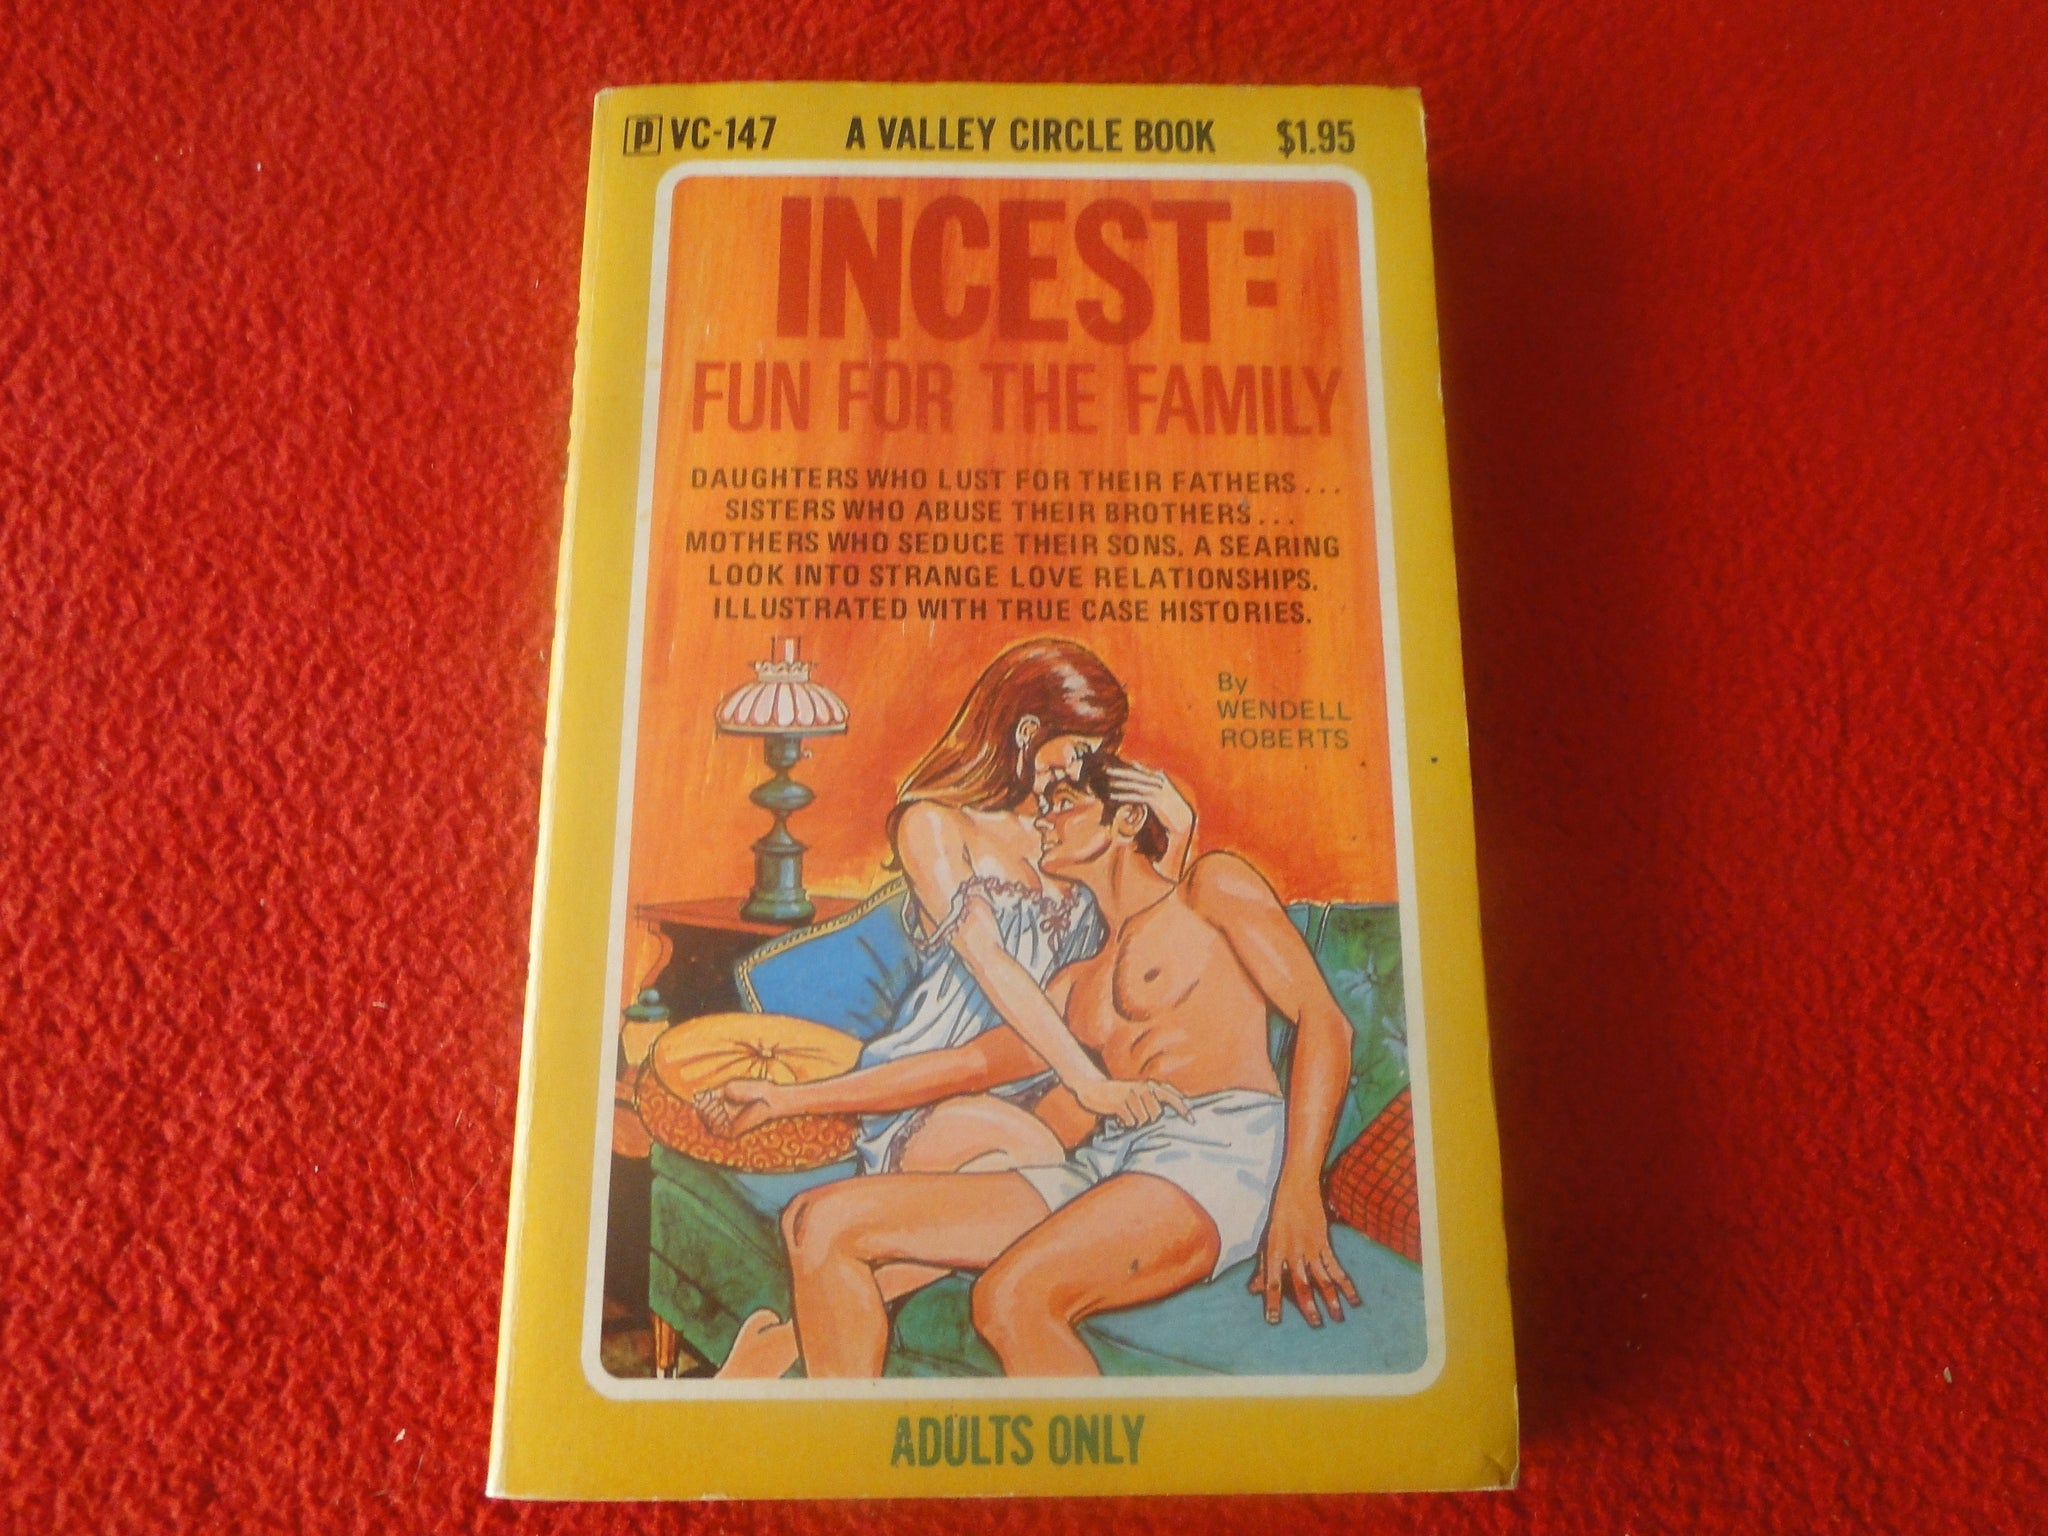 P VC-147 A VALLEY CIRCLE BOOK $1.95
INCEST:
FUN FOR THE FAMILY
DAUGHTERS WHO LUST FOR THEIR FATHERS...
SISTERS WHO ABUSE THEIR BROTHERS...
MOTHERS WHO SEDUCE THEIR SONS. A SEARING
LOOK INTO STRANGE LOVE RELATIONSHIPS.
ILLUSTRATED WITH TRUE CASE HISTORIES.
By
WENDELL
ROBERTS
ADULTS ONLY